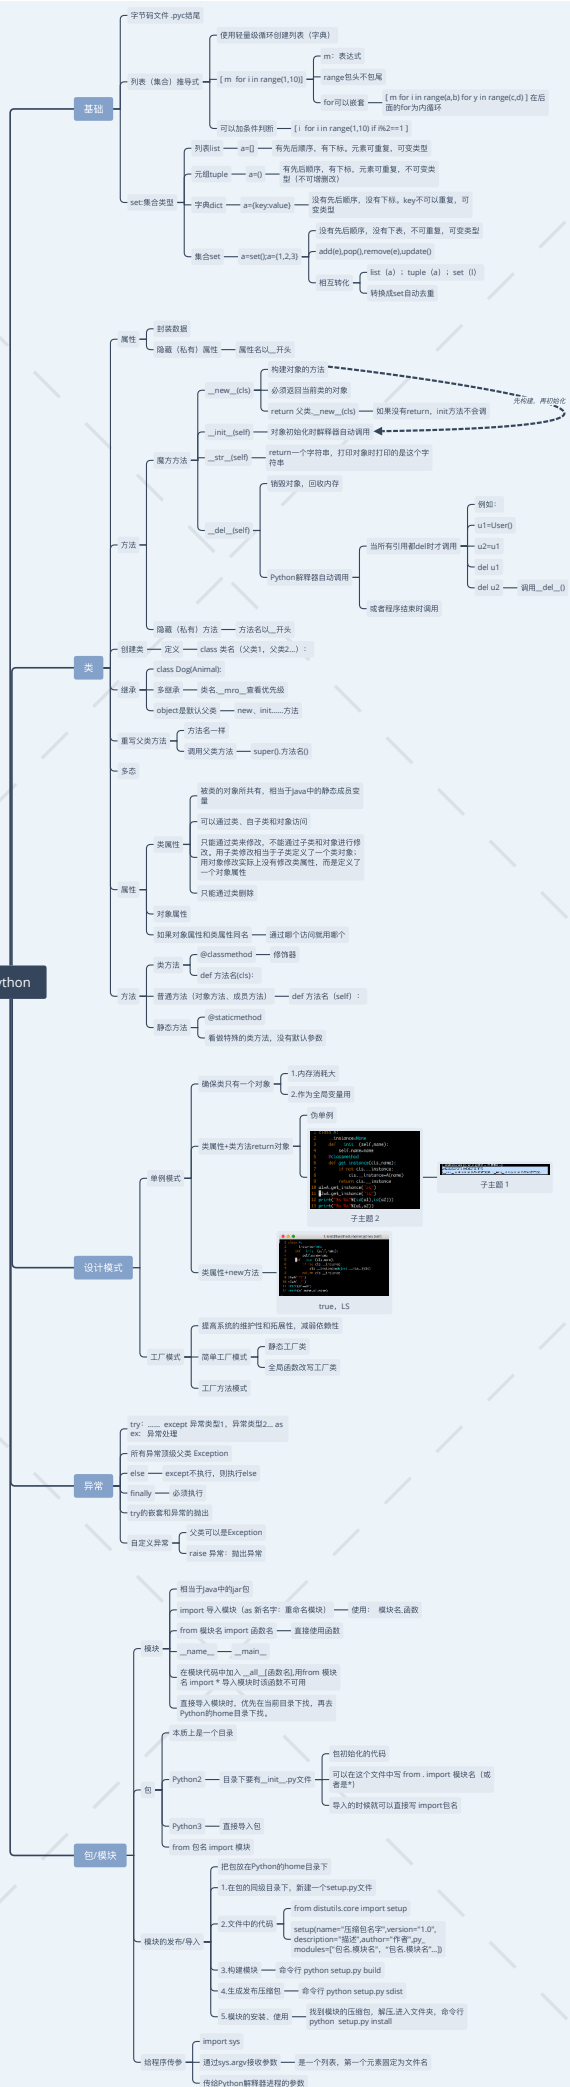 ython
基础
字节码文件 .pyc结尾
列表（集合）推导式
使用轻量级循环创建列表（字典）
[ m  for i in range(1,10)]
m：表达式
range包头不包尾
for可以嵌套
[ m for i in range(a,b) for y in range(c,d) ] 在后
面的for为内循环
可以加条件判断
[ i  for i in range(1,10) if i%2==1 ]
set:集合类型
列表list
a=[]
有先后顺序，有下标，元素可重复，可变类型
元组tuple
a=()
有先后顺序，有下标，元素可重复，不可变类
型（不可增删改）
字典dict
a={key:value}
没有先后顺序，没有下标。key不可以重复，可
变类型
集合set
a=set();a={1,2,3}
没有先后顺序，没有下表，不可重复，可变类型
add(e),pop(),remove(e),update()
相互转化
list（a）；tuple（a）；set（l）
转换成set自动去重
类
属性
封装数据
隐藏（私有）属性
属性名以__开头
方法
魔方方法
__new__(cls)
构建对象的方法
必须返回当前类的对象
return 父类.__new__(cls)
如果没有return，init方法不会调
先构建，再初始化
__init__(self)
对象初始化时解释器自动调用
__str__(self)
return一个字符串，打印对象时打印的是这个字
符串
__del__(self)
销毁对象，回收内存
Python解释器自动调用
当所有引用都del时才调用
例如：
u1=User()
u2=u1
del u1
del u2
调用__del__()
或者程序结束时调用
隐藏（私有）方法
方法名以__开头
创建类
定义
class 类名（父类1，父类2...）：
继承
class Dog(Animal):
多继承
类名.__mro__查看优先级
object是默认父类
new、init......方法
重写父类方法
方法名一样
调用父类方法
super().方法名()
多态
属性
类属性
被类的对象所共有，相当于Java中的静态成员变
量
可以通过类、自子类和对象访问
只能通过类来修改，不能通过子类和对象进行修
改。用子类修改相当于子类定义了一个类对象；
用对象修改实际上没有修改类属性，而是定义了
一个对象属性
只能通过类删除
对象属性
如果对象属性和类属性同名
通过哪个访问就用哪个
方法
类方法
@classmethod
修饰器
def 方法名(cls):
普通方法（对象方法、成员方法）
def 方法名（self）：
静态方法
@staticmethod
看做特殊的类方法，没有默认参数
设计模式
单例模式
确保类只有一个对象
1.内存消耗大
2.作为全局变量用
类属性+类方法return对象
伪单例
子主题 2
子主题 1
类属性+new方法
true，LS
工厂模式
提高系统的维护性和拓展性，减弱依赖性
简单工厂模式
静态工厂类
全局函数改写工厂类
工厂方法模式
异常
try：......  except 异常类型1，异常类型2... as
ex:   异常处理
所有异常顶级父类 Exception
else
except不执行，则执行else
finally
必须执行
try的嵌套和异常的抛出
自定义异常
父类可以是Exception
raise 异常：抛出异常
包/模块
模块
相当于Java中的jar包
import 导入模块（as 新名字：重命名模块）
使用：  模块名.函数
from 模块名 import 函数名
直接使用函数
__name__
__main__
在模块代码中加入 __all__[函数名],用from 模块
名 import * 导入模块时该函数不可用
直接导入模块时，优先在当前目录下找，再去
Python的home目录下找。
包
本质上是一个目录
Python2
目录下要有__init__.py文件
包初始化的代码
可以在这个文件中写 from . import 模块名（或
者是*）
导入的时候就可以直接写 import包名
Python3
直接导入包
from 包名 import 模块
模块的发布/导入
把包放在Python的home目录下
1.在包的同级目录下，新建一个setup.py文件
2.文件中的代码
from distutils.core import setup
setup(name="压缩包名字",version="1.0",
description="描述",author="作者",py_
modules=["包名.模块名"，"包名.模块名"...])
3.构建模块
命令行 python setup.py build
4.生成发布压缩包
命令行 python setup.py sdist
5.模块的安装、使用
找到模块的压缩包，解压,进入文件夹，命令行
python  setup.py install
给程序传参
import sys
通过sys.argv接收参数
是一个列表，第一个元素固定为文件名
传给Python解释器进程的参数